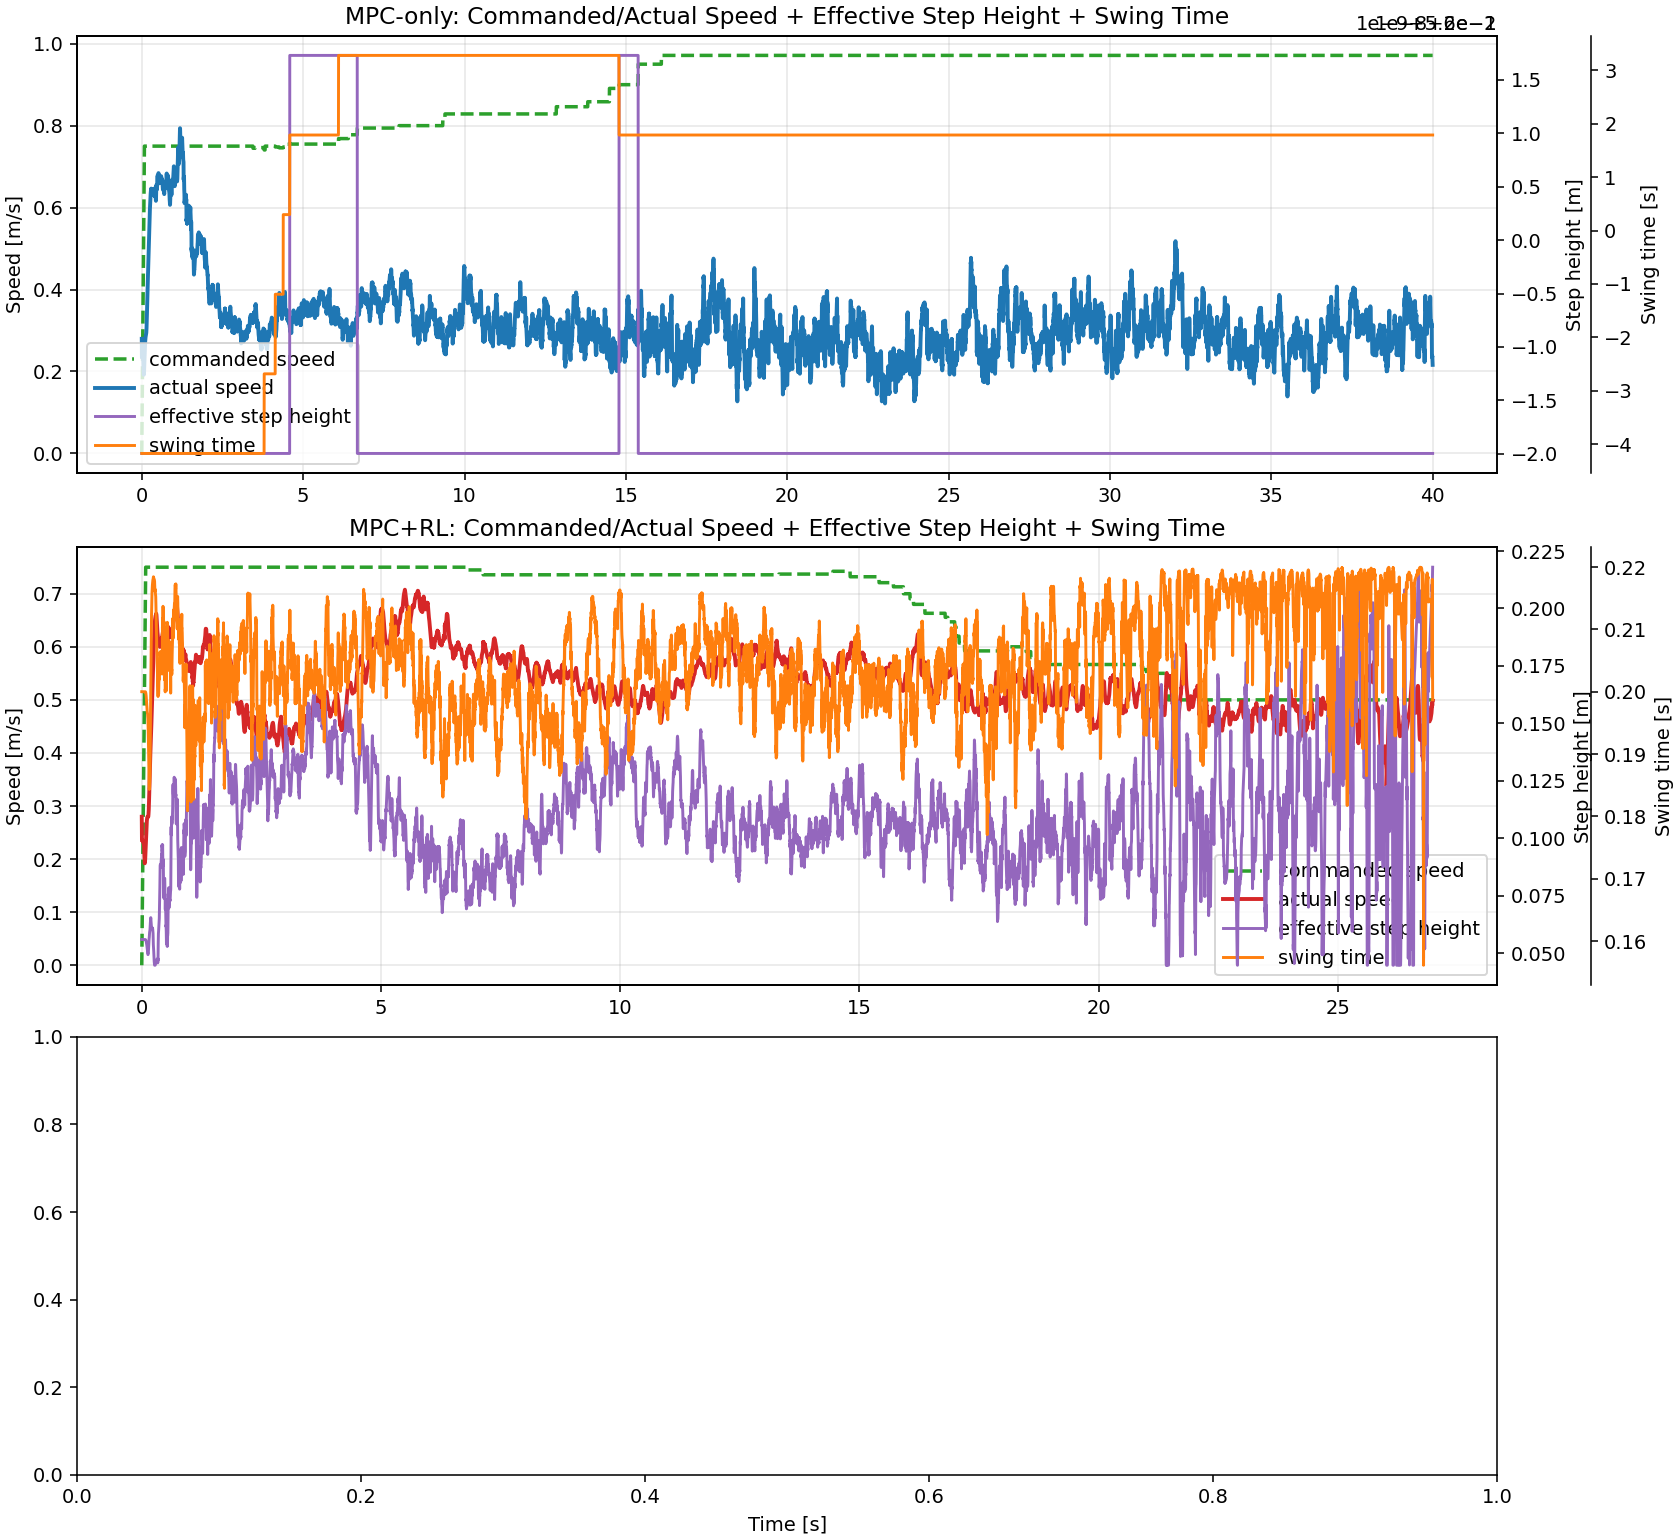 MPC-only: Commanded/Actual Speed + Effective Step Height + Swing Time
1.0
0.8
0.6
0.4
0.2
0.0
Speed [m/s]
commanded speed
actual speed
effective step height
swing time
0 5 10 15 20 25 30 35 40
1.5
1.0
0.5
0.0
−0.5
−1.0
−1.5
−2.0
Step height [m]
3
2
1
0
−1
−2
−3
−4
Swing time [s]
MPC+RL: Commanded/Actual Speed + Effective Step Height + Swing Time
0.7
0.6
0.5
0.4
0.3
0.2
0.1
0.0
Speed [m/s]
commanded speed
actual speed
effective step height
swing time
0 5 10 15 20 25
0.225
0.200
0.175
0.150
0.125
0.100
0.075
0.050
Step height [m]
0.22
0.21
0.20
0.19
0.18
0.17
0.16
Swing time [s]
1.0
0.8
0.6
0.4
0.2
0.0
0.0 0.2 0.4 0.6 0.8 1.0
Time [s]